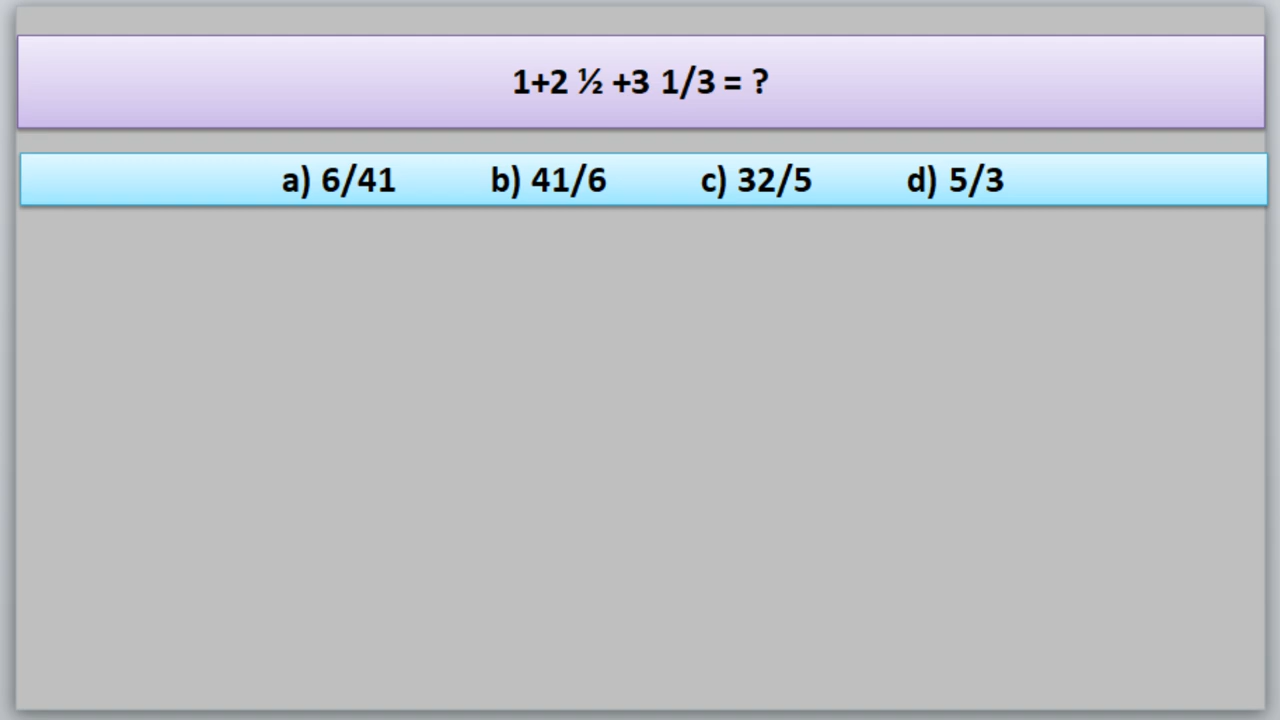 1+2 ½ +3 1/3 = ?
a) 6/41 b) 41/6 c) 32/5 d) 5/3